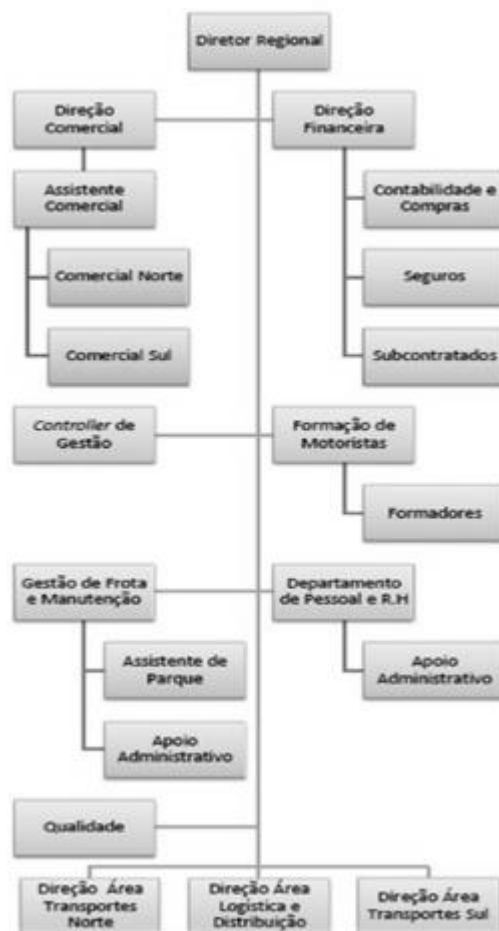 Diretor Regional
Direção
Comercial
Direção
Financeira
Assistente
Comercial
Contabilidade e
Compras
Comercial Norte
Seguros
Comercial Sul
Subcontratados
Controller de
Gestão
Formação de
Motoristas
Formadores
Gestão de Frota
e Manutenção
Departamento
de Pessoal e R.H
Assistente de
Parque
Apoio
Administrativo
Apoio
Administrativo
Qualidade
Direção Área
Transportes
Norte
Direção Área
Logistica e
Distribuição
Direção Área
Transportes Sul